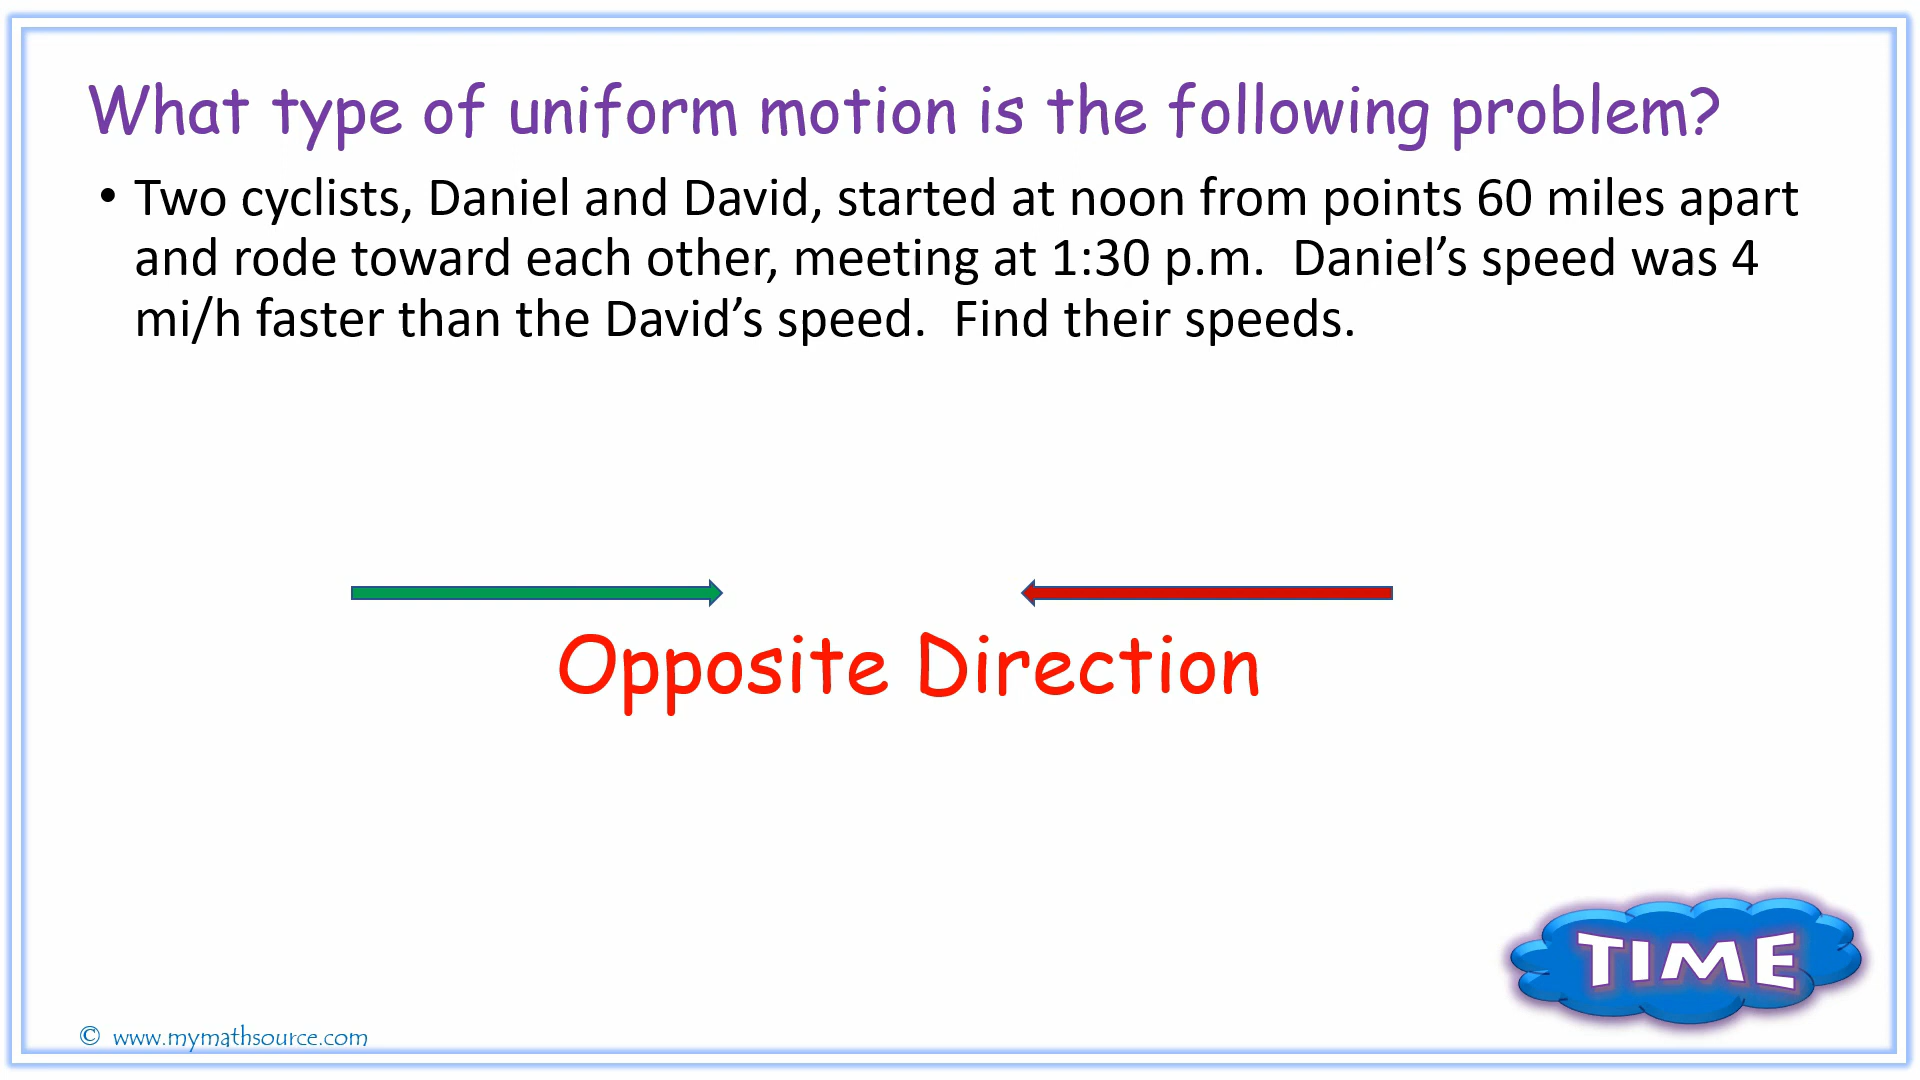 What type of uniform motion is the following problem?
• Two cyclists, Daniel and David, started at noon from points 60 miles apart
and rode toward each other, meeting at 1:30 p.m.  Daniel’s speed was 4
mi/h faster than the David’s speed.  Find their speeds.
Opposite Direction
TIME
© www.mymathsource.com